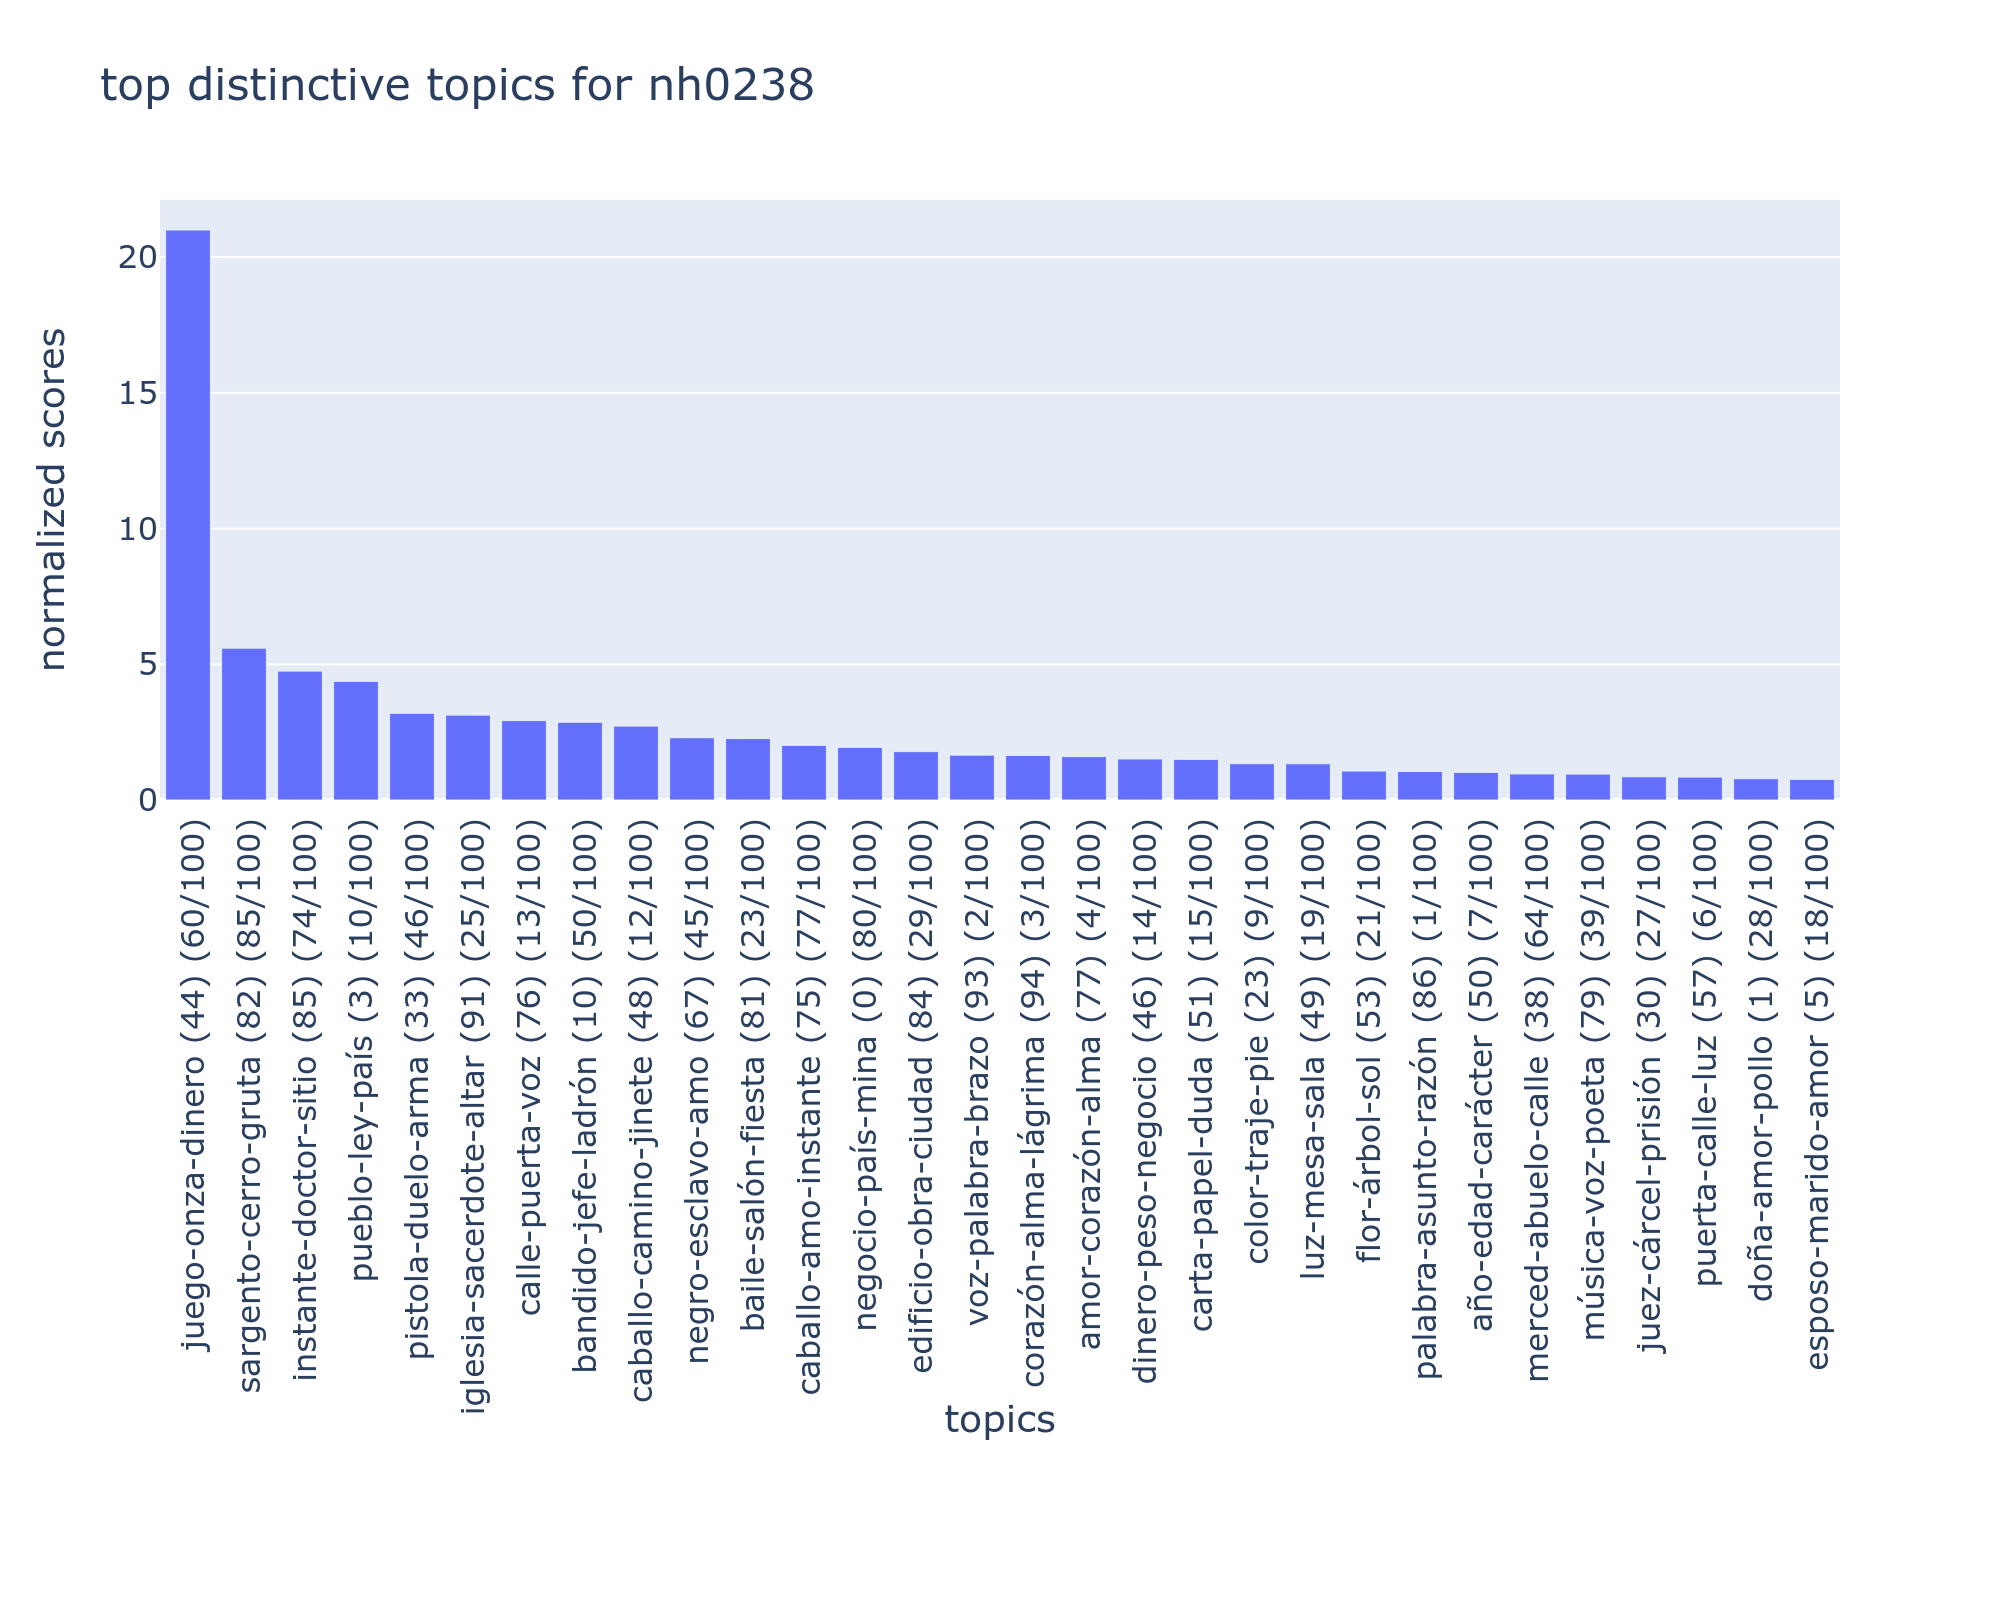 top distinctive topics for nh0238
normalized scores
20
15
10
5
0
juego-onza-dinero (44) (60/100)
sargento-cerro-gruta (82) (85/100)
instante-doctor-sitio (85) (74/100)
pueblo-ley-país (3) (10/100)
pistola-duelo-arma (33) (46/100)
iglesia-sacerdote-altar (91) (25/100)
calle-puerta-voz (76) (13/100)
bandido-jefe-ladrón (10) (50/100)
caballo-camino-jinete (48) (12/100)
negro-esclavo-amo (67) (45/100)
baile-salón-fiesta (81) (23/100)
caballo-amo-instante (75) (77/100)
negocio-país-mina (0) (80/100)
edificio-obra-ciudad (84) (29/100)
voz-palabra-brazo (93) (2/100)
corazón-alma-lágrima (94) (3/100)
amor-corazón-alma (77) (4/100)
dinero-peso-negocio (46) (14/100)
carta-papel-duda (51) (15/100)
color-traje-pie (23) (9/100)
luz-mesa-sala (49) (19/100)
flor-árbol-sol (53) (21/100)
palabra-asunto-razón (86) (1/100)
año-edad-carácter (50) (7/100)
merced-abuelo-calle (38) (64/100)
música-voz-poeta (79) (39/100)
juez-cárcel-prisión (30) (27/100)
puerta-calle-luz (57) (6/100)
doña-amor-pollo (1) (28/100)
esposo-marido-amor (5) (18/100)
topics